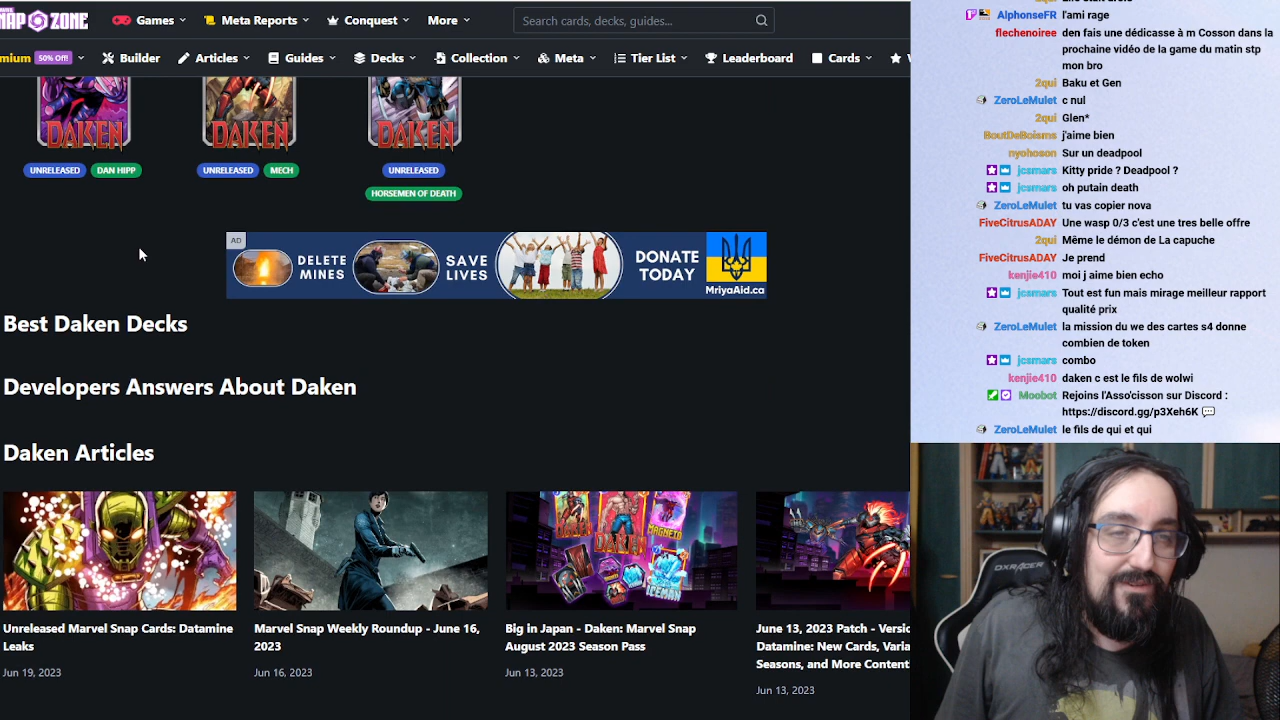 SNAP ZONE
Games
Meta Reports
Conquest
More
Search cards, decks, guides...
mium
50% Off!
Builder
Articles
Guides
Decks
Collection
Meta
Tier List
Leaderboard
Cards
DAKEN
DAKEN
DAKEN
UNRELEASED
DAN HIPP
UNRELEASED
MECH
UNRELEASED
HORSEMEN OF DEATH
AD
DELETE
MINES
SAVE
LIVES
DONATE
TODAY
MriyaAid.ca
Best Daken Decks
Developers Answers About Daken
Daken Articles
DAKEN
MAGNETO
ICEMAN
Unreleased Marvel Snap Cards: Datamine
Leaks
Jun 19, 2023
Marvel Snap Weekly Roundup - June 16,
2023
Jun 16, 2023
Big in Japan - Daken: Marvel Snap
August 2023 Season Pass
Jun 13, 2023
June 13, 2023 Patch - Versio
Datamine: New Cards, Varia
Seasons, and More Content
Jun 13, 2023
AlphonseFR l'ami rage
flechenoiree den fais une dédicasse à m Cosson dans la
prochaine vidéo de la game du matin stp
mon bro
2qui Baku et Gen
ZeroLeMulet c nul
2qui Glen*
BoutDeBoisms j'aime bien
nyohoson Sur un deadpool
jcsmars Kitty pride ? Deadpool ?
jcsmars oh putain death
ZeroLeMulet tu vas copier nova
FiveCitrusADAY Une wasp 0/3 c'est une tres belle offre
2qui Même le démon de La capuche
FiveCitrusADAY Je prend
kenjie410 moi j aime bien echo
jcsmars Tout est fun mais mirage meilleur rapport
qualité prix
ZeroLeMulet la mission du we des cartes s4 donne
combien de token
jcsmars combo
kenjie410 daken c est le fils de wolwi
Moobot Rejoins l'Asso'cisson sur Discord :
https://discord.gg/p3Xeh6K
ZeroLeMulet le fils de qui et qui
DXRACER